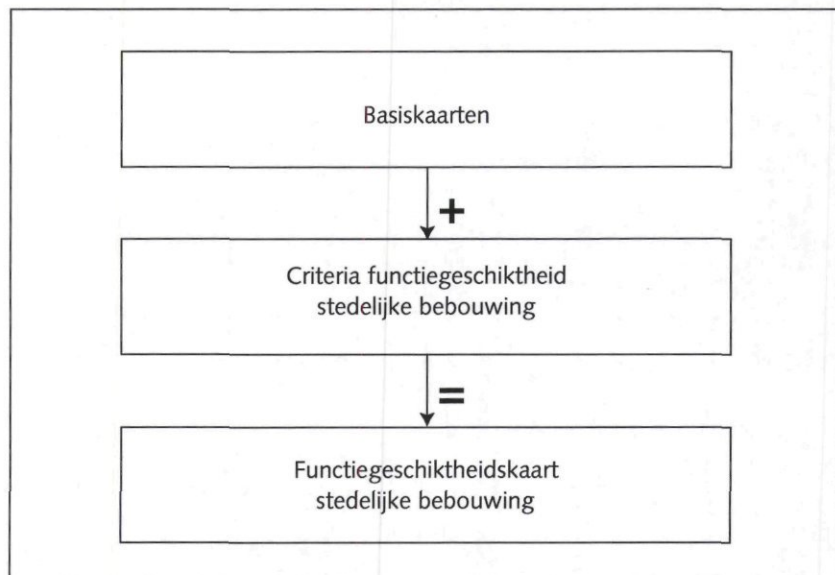 Basiskaarten
+
Criteria functiegeschiktheid
stedelijke bebouwing
=
Functiegeschiktheidskaart
stedelijke bebouwing